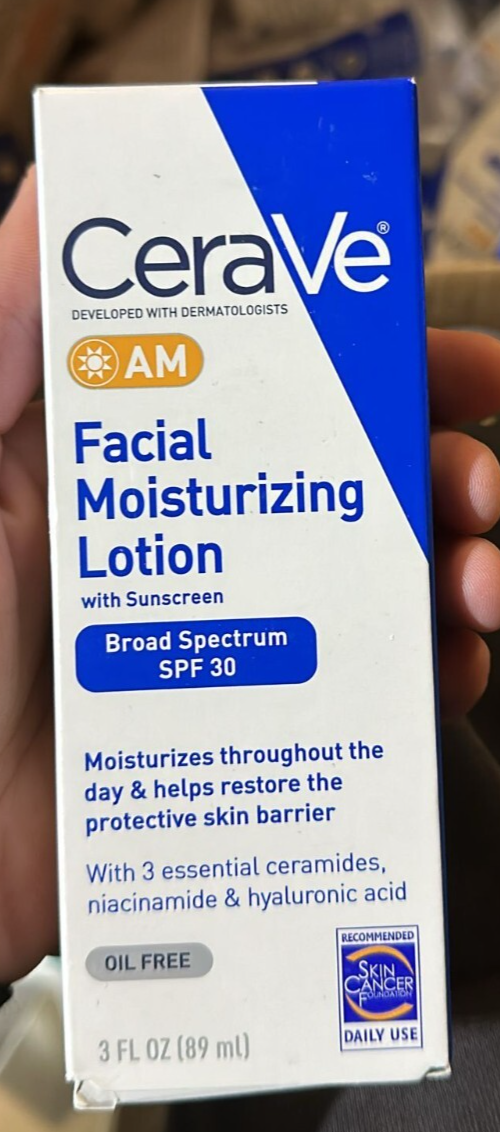 CeraVe®
DEVELOPED WITH DERMATOLOGISTS
AM
Facial
Moisturizing
Lotion
with Sunscreen
Broad Spectrum
SPF 30
Moisturizes throughout the
day & helps restore the
protective skin barrier
With 3 essential ceramides,
niacinamide & hyaluronic acid
OIL FREE
RECOMMENDED
SKIN
CANCER
FOUNDATION
DAILY USE
3 FL OZ (89 ml)